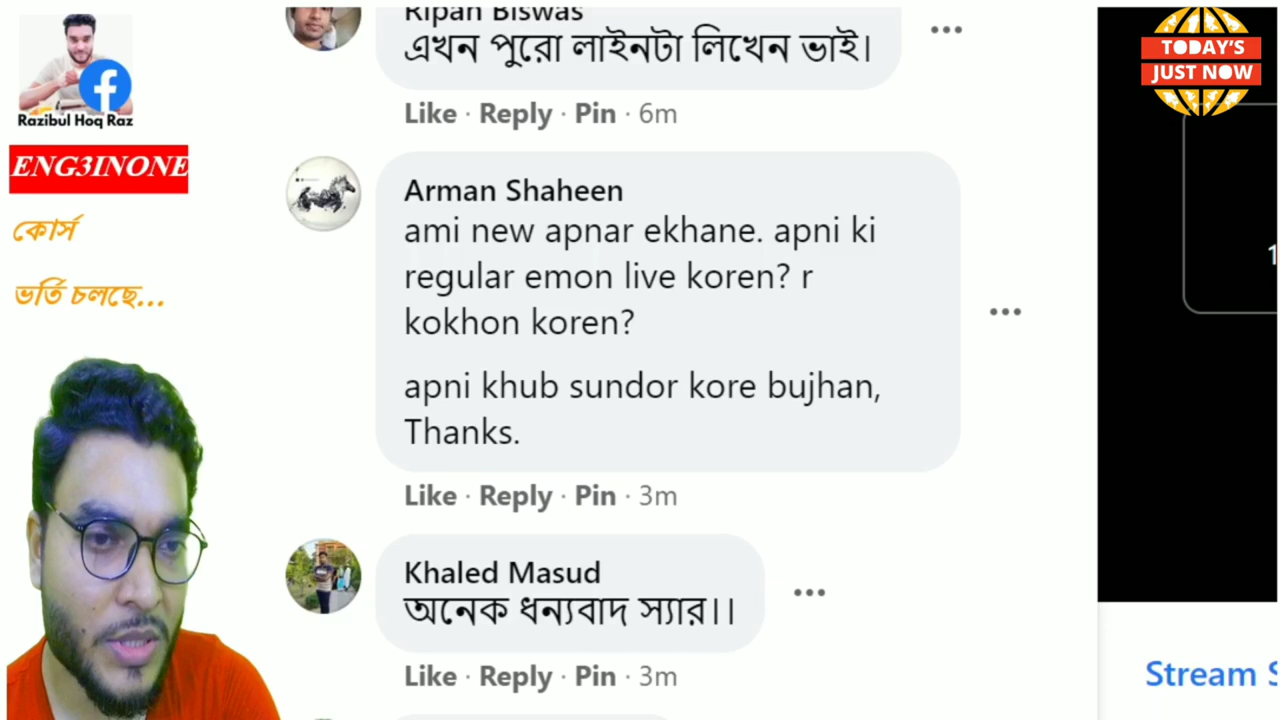 Razibul Hoq Raz
ENG3INONE
কোর্স
ভর্তি চলছে...
Ripan Biswas
এখন পুরো লাইনটা লিখেন ভাই।
Like · Reply · Pin · 6m
Arman Shaheen
ami new apnar ekhane. apni ki
regular emon live koren? r
kokhon koren?
apni khub sundor kore bujhan,
Thanks.
Like · Reply · Pin · 3m
Khaled Masud
অনেক ধন্যবাদ স্যার।।
Like · Reply · Pin · 3m
TODAY'S
JUST NOW
1
Stream S